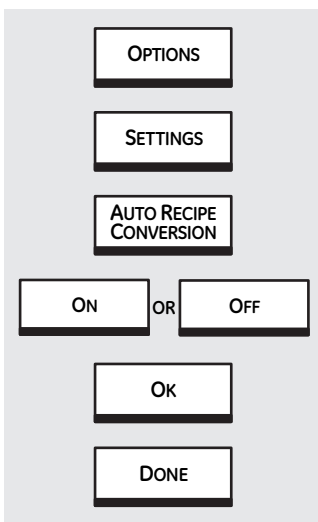 OPTIONS
SETTINGS
AUTO RECIPE
CONVERSION
ON OR OFF
OK
DONE